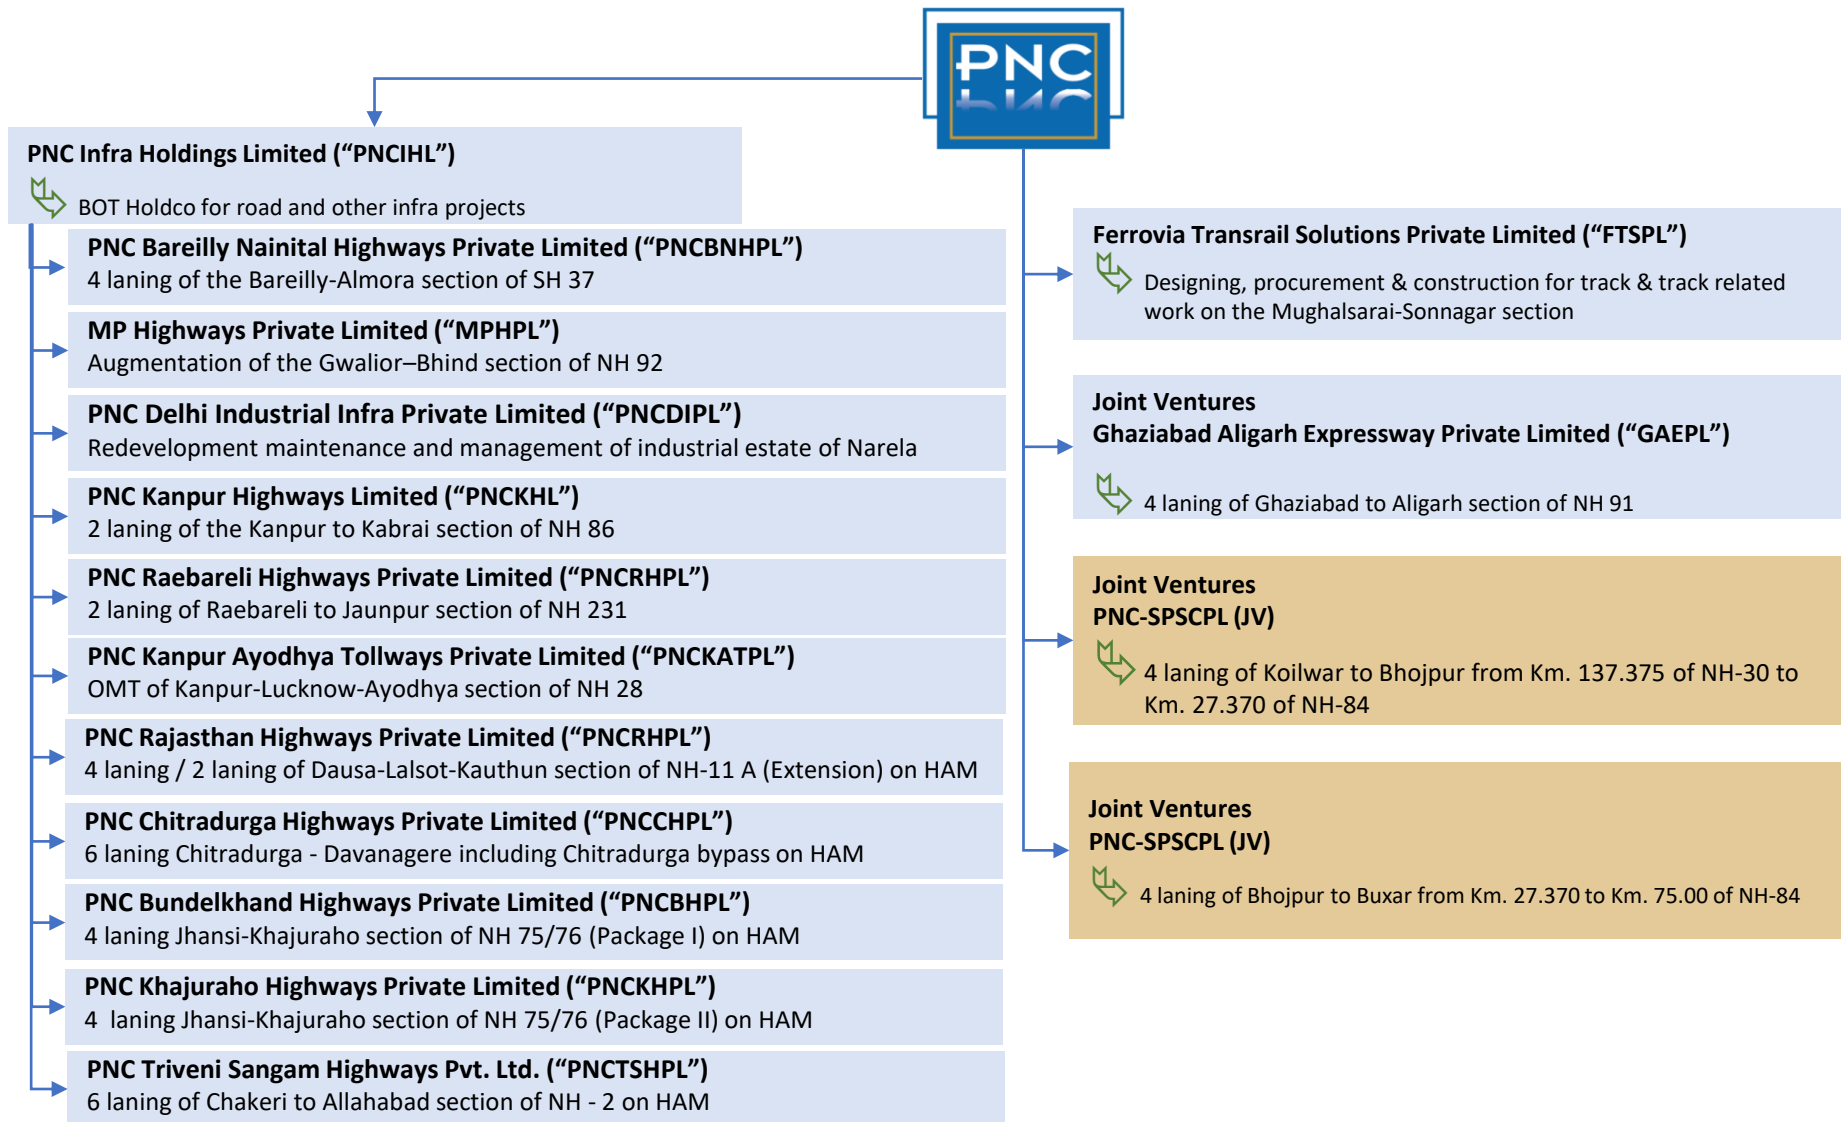 PNC
PNC Infra Holdings Limited (“PNCIHL”)
BOT Holdco for road and other infra projects
PNC Bareilly Nainital Highways Private Limited (“PNCBNHPL”)
4 laning of the Bareilly-Almora section of SH 37
MP Highways Private Limited (“MPHPL”)
Augmentation of the Gwalior–Bhind section of NH 92
PNC Delhi Industrial Infra Private Limited (“PNCDIPL”)
Redevelopment maintenance and management of industrial estate of Narela
PNC Kanpur Highways Limited (“PNCKHL”)
2 laning of the Kanpur to Kabrai section of NH 86
PNC Raebareli Highways Private Limited (“PNCRHPL”)
2 laning of Raebareli to Jaunpur section of NH 231
PNC Kanpur Ayodhya Tollways Private Limited (“PNCKATPL”)
OMT of Kanpur-Lucknow-Ayodhya section of NH 28
PNC Rajasthan Highways Private Limited (“PNCRHPL”)
4 laning / 2 laning of Dausa-Lalsot-Kauthun section of NH-11 A (Extension) on HAM
PNC Chitradurga Highways Private Limited (“PNCCHPL”)
6 laning Chitradurga - Davanagere including Chitradurga bypass on HAM
PNC Bundelkhand Highways Private Limited (“PNCBHPL”)
4 laning Jhansi-Khajuraho section of NH 75/76 (Package I) on HAM
PNC Khajuraho Highways Private Limited (“PNCKHPL”)
4  laning Jhansi-Khajuraho section of NH 75/76 (Package II) on HAM
PNC Triveni Sangam Highways Pvt. Ltd. (“PNCTSHPL”)
6 laning of Chakeri to Allahabad section of NH - 2 on HAM
Ferrovia Transrail Solutions Private Limited (“FTSPL”)
Designing, procurement & construction for track & track related
work on the Mughalsarai-Sonnagar section
Joint Ventures
Ghaziabad Aligarh Expressway Private Limited (“GAEPL”)
4 laning of Ghaziabad to Aligarh section of NH 91
Joint Ventures
PNC-SPSCPL (JV)
4 laning of Koilwar to Bhojpur from Km. 137.375 of NH-30 to
Km. 27.370 of NH-84
Joint Ventures
PNC-SPSCPL (JV)
4 laning of Bhojpur to Buxar from Km. 27.370 to Km. 75.00 of NH-84